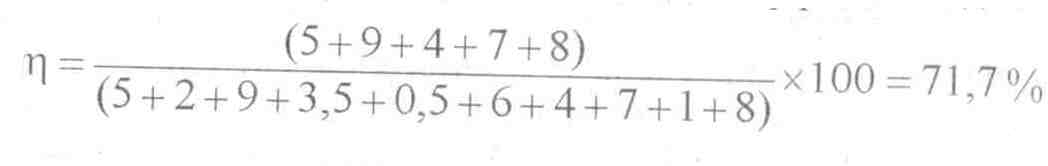 η = (5+9+4+7+8) / (5+2+9+3,5+0,5+6+4+7+1+8) ×100 = 71,7 %